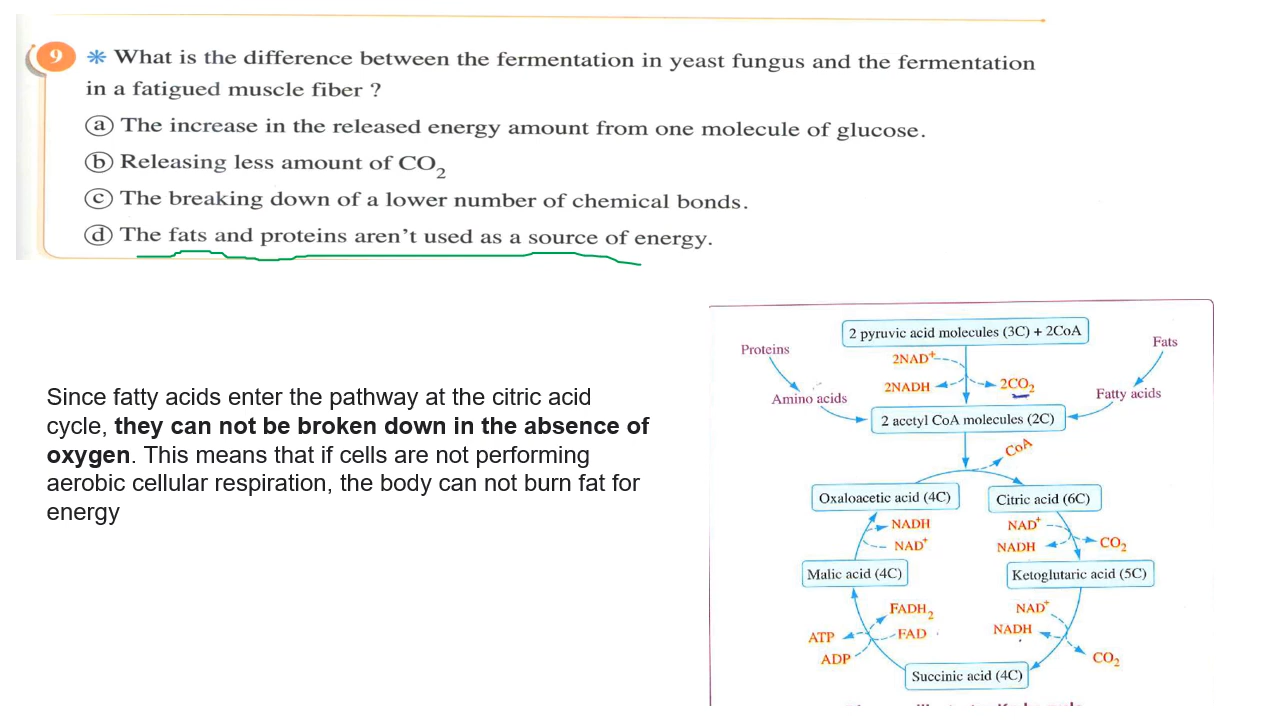 9 * What is the difference between the fermentation in yeast fungus and the fermentation
in a fatigued muscle fiber ?
ⓐ The increase in the released energy amount from one molecule of glucose.
ⓑ Releasing less amount of CO₂
ⓒ The breaking down of a lower number of chemical bonds.
ⓓ The fats and proteins aren't used as a source of energy.
Since fatty acids enter the pathway at the citric acid
cycle, they can not be broken down in the absence of
oxygen. This means that if cells are not performing
aerobic cellular respiration, the body can not burn fat for
energy
2 pyruvic acid molecules (3C) + 2CoA
Proteins
Fats
2NAD⁺
2NADH
2CO₂
Amino acids
Fatty acids
2 acetyl CoA molecules (2C)
CoA
Oxaloacetic acid (4C)
Citric acid (6C)
NADH
NAD⁺
NAD⁺
NADH
CO₂
Malic acid (4C)
Ketoglutaric acid (5C)
FADH₂
FAD
ATP
ADP
NAD⁺
NADH
CO₂
Succinic acid (4C)